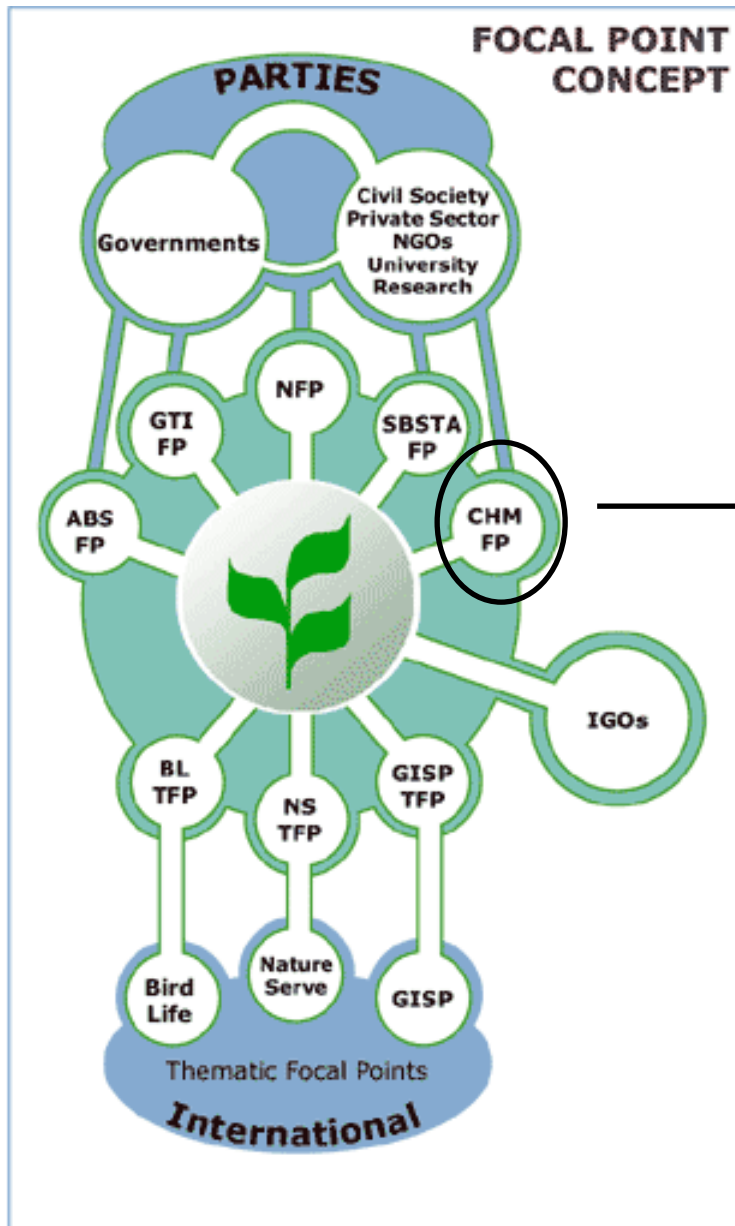 FOCAL POINT
CONCEPT
PARTIES
Governments
Civil Society
Private Sector
NGOs
University
Research
NFP
GTI
FP
SBSTA
FP
ABS
FP
CHM
FP
IGOs
BL
TFP
NS
TFP
GISP
TFP
Bird
Life
Nature
Serve
GISP
Thematic Focal Points
International